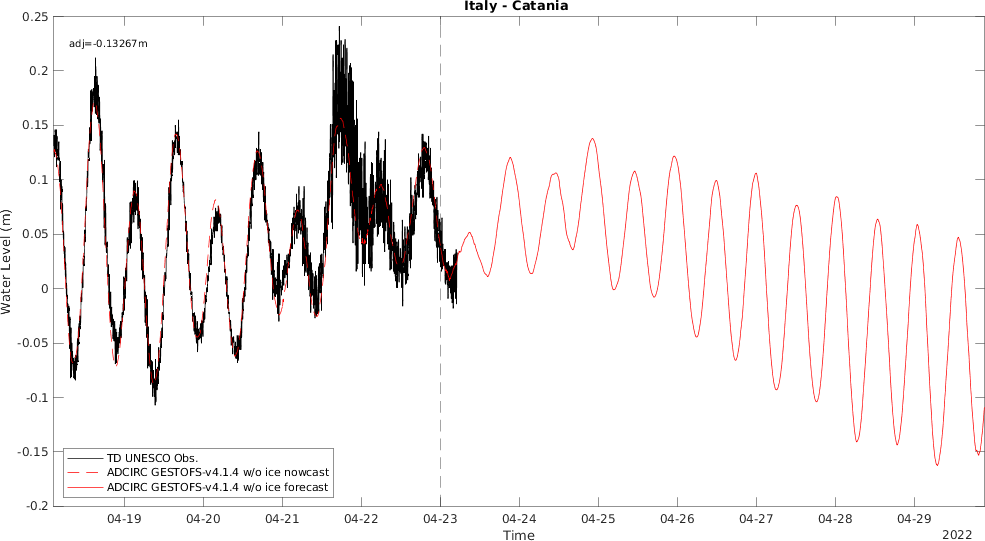 Italy - Catania
adj=-0.13267m
0.25
0.2
0.15
0.1
0.05
0
-0.05
-0.1
-0.15
-0.2
Water Level (m)
TD UNESCO Obs.
ADCIRC GESTOFS-v4.1.4 w/o ice nowcast
ADCIRC GESTOFS-v4.1.4 w/o ice forecast
04-19 04-20 04-21 04-22 04-23 04-24 04-25 04-26 04-27 04-28 04-29
Time
2022